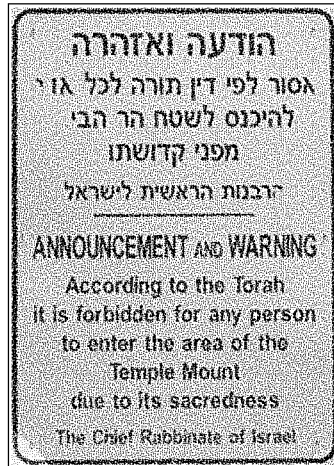 הודעה ואזהרה
אסור לפי דין תורה לכל
להיכנס לשטח הר
מפני קדושתו
הרבנות הראשית לישראל
ANNOUNCEMENT AND WARNING
According to the Torah
it is forbidden for any person
to enter the area of the
Temple Mount
due to its sacredness
The Chief Rabbinate of Israel